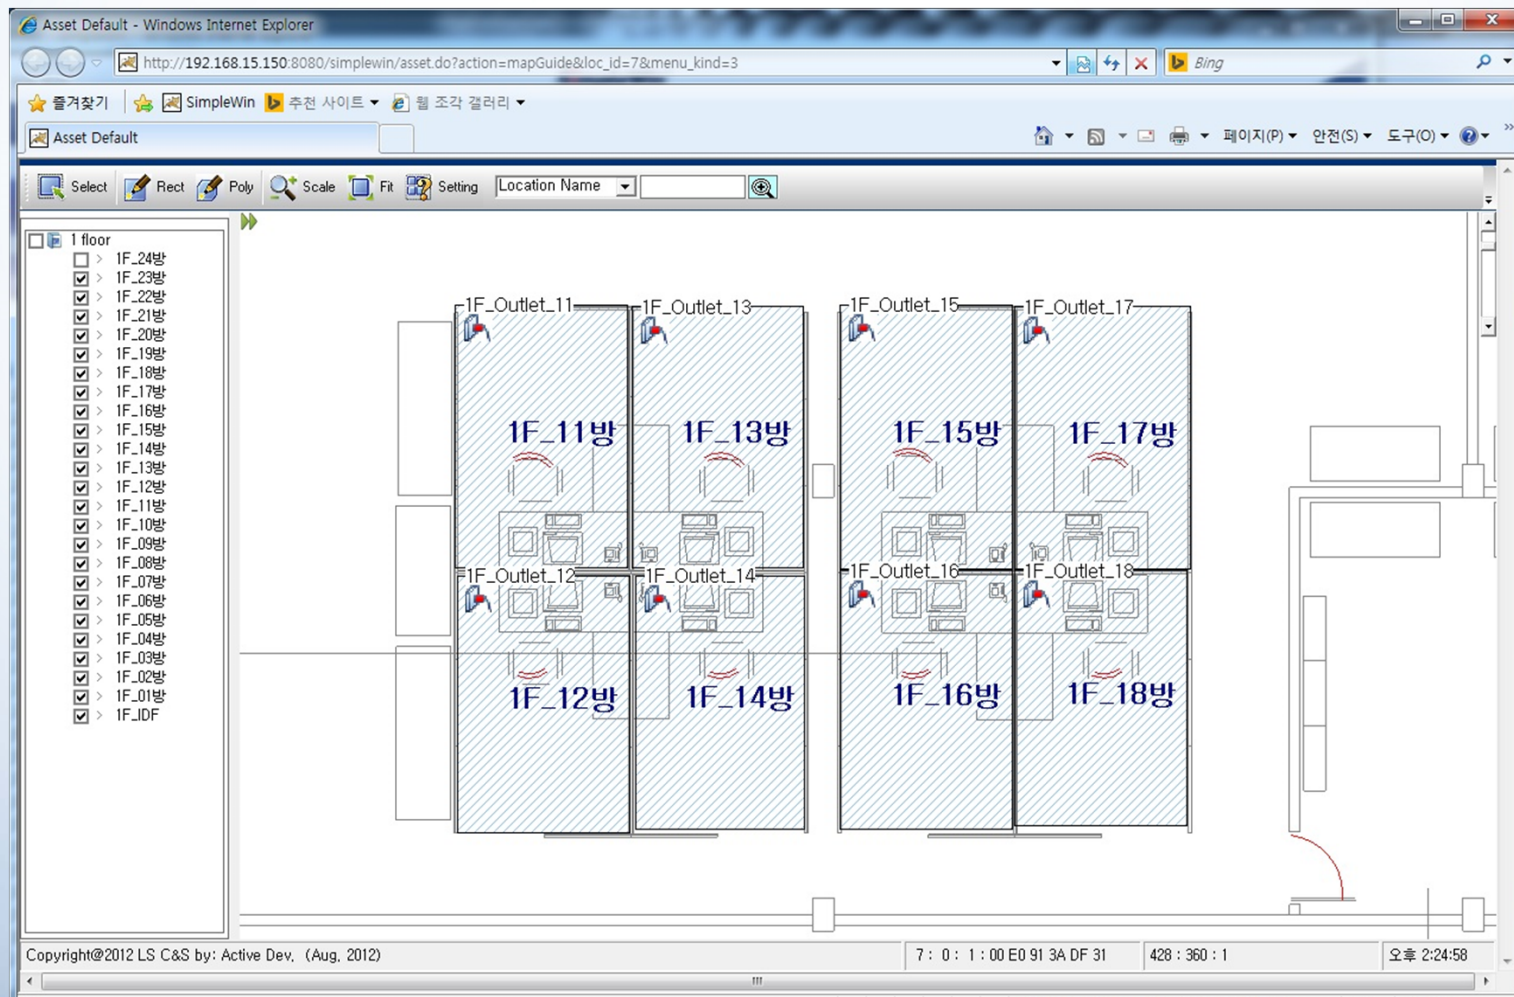 Asset Default - Windows Internet Explorer
http://192.168.15.150:8080/simplewin/asset.do?action=mapGuide&loc_id=7&menu_kind=3
Bing
즐겨찾기 SimpleWin 추천 사이트 웹 조각 갤러리
Asset Default
페이지(P) 안전(S) 도구(O)
Select Rect Poly Scale Fit Setting Location Name
1 floor
1F_24방
1F_23방
1F_22방
1F_21방
1F_20방
1F_19방
1F_18방
1F_17방
1F_16방
1F_15방
1F_14방
1F_13방
1F_12방
1F_11방
1F_10방
1F_09방
1F_08방
1F_07방
1F_06방
1F_05방
1F_04방
1F_03방
1F_02방
1F_01방
1F_IDF
1F_Outlet_11 1F_Outlet_13 1F_Outlet_15 1F_Outlet_17
1F_11방 1F_13방 1F_15방 1F_17방
1F_Outlet_12 1F_Outlet_14 1F_Outlet_16 1F_Outlet_18
1F_12방 1F_14방 1F_16방 1F_18방
Copyright@2012 LS C&S by: Active Dev, (Aug, 2012)
7 : 0 : 1 : 00 E0 91 3A DF 31
428 : 360 : 1
오후 2:24:58